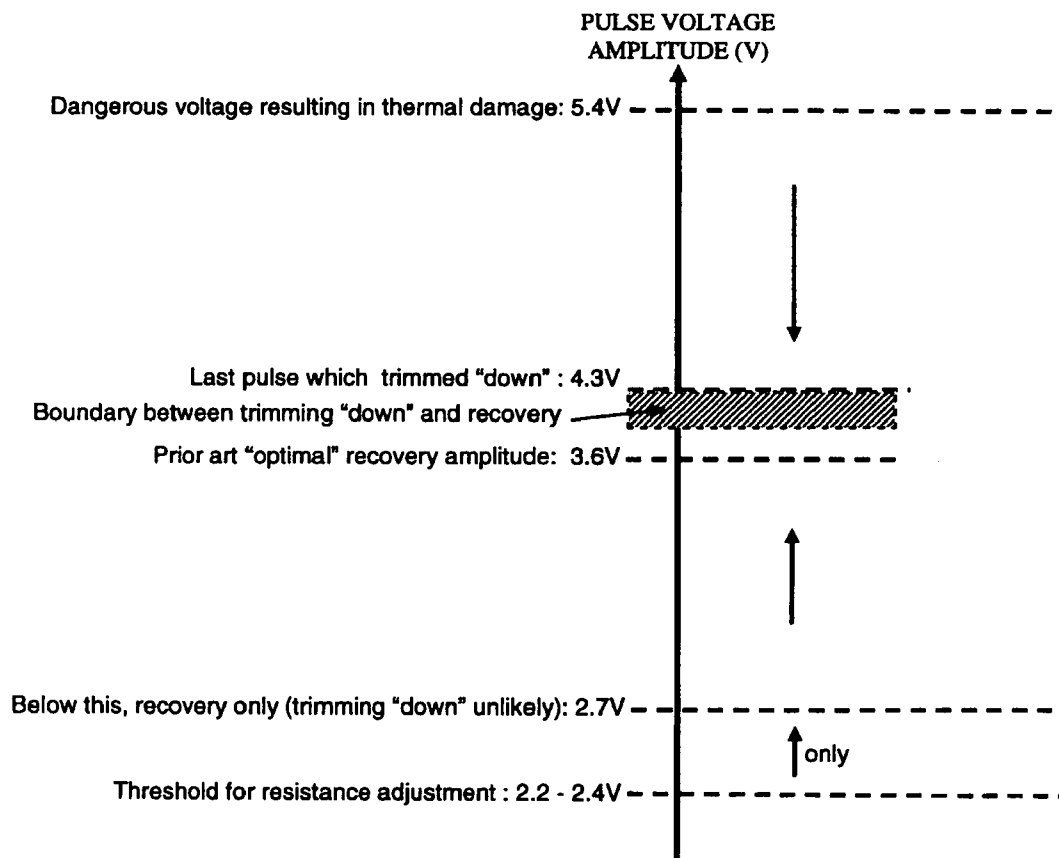 PULSE VOLTAGE
AMPLITUDE (V)
Dangerous voltage resulting in thermal damage: 5.4V
Last pulse which trimmed "down" : 4.3V
Boundary between trimming "down" and recovery
Prior art "optimal" recovery amplitude: 3.6V
Below this, recovery only (trimming "down" unlikely): 2.7V
only
Threshold for resistance adjustment : 2.2 - 2.4V